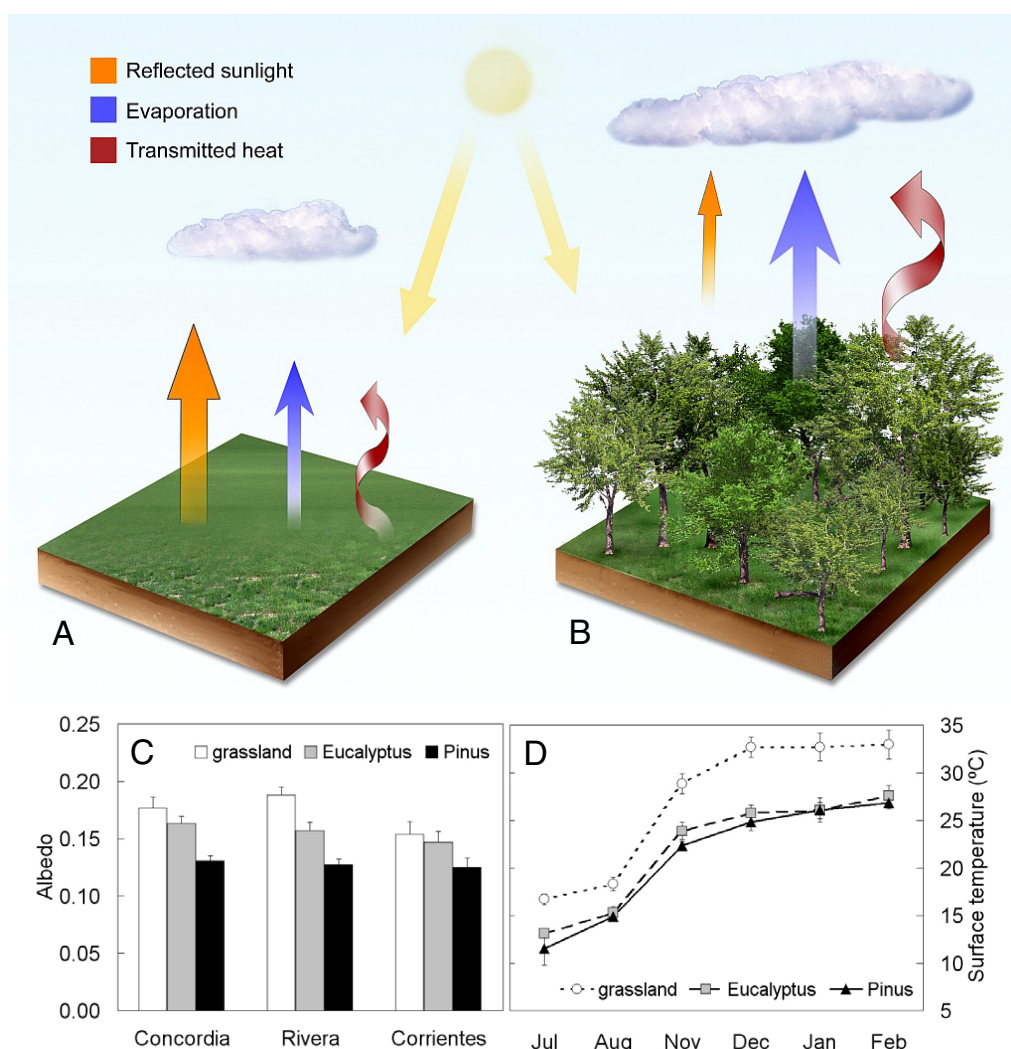 Reflected sunlight
Evaporation
Transmitted heat
A
B
C
grassland Eucalyptus Pinus
Albedo
0.25
0.20
0.15
0.10
0.05
0.00
Concordia Rivera Corrientes
D
grassland Eucalyptus Pinus
Surface temperature (ºC)
35
30
25
20
15
10
5
Jul Aug Nov Dec Jan Feb